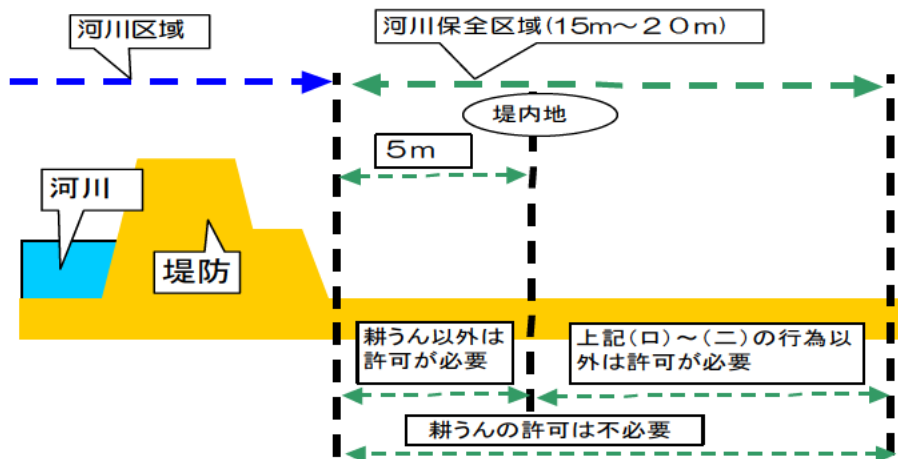 河川区域
河川保全区域(15m～20m)
堤内地
5m
河川
堤防
耕うん以外は
許可が必要
上記(ロ)～(ニ)の行為以
外は許可が必要
耕うんの許可は不必要